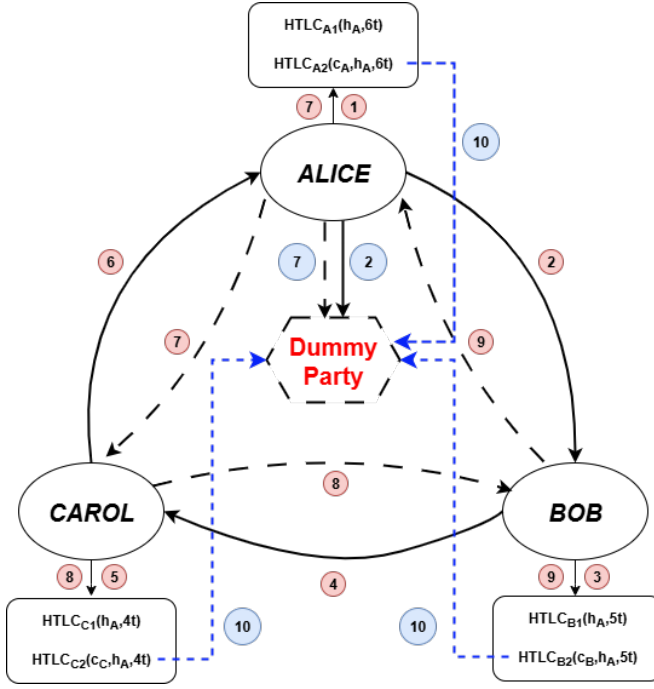 HTLCA1(hA,6t)
HTLCA2(cA,hA,6t)
7 1
10
ALICE
6
7 2
2
7
Dummy
Party
9
CAROL
8
BOB
4
8 5
9 3
HTLCC1(hA,4t)
HTLCC2(cC,hA,4t)
10
10
HTLCB1(hA,5t)
HTLCB2(cB,hA,5t)